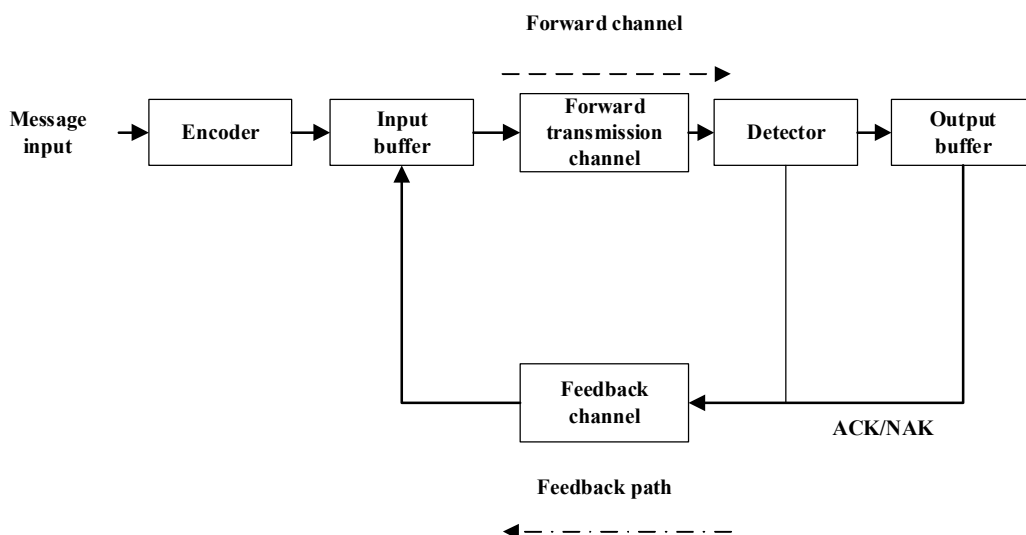 Forward channel
Message
input
Encoder
Input
buffer
Forward
transmission
channel
Detector
Output
buffer
Feedback
channel
ACK/NAK
Feedback path